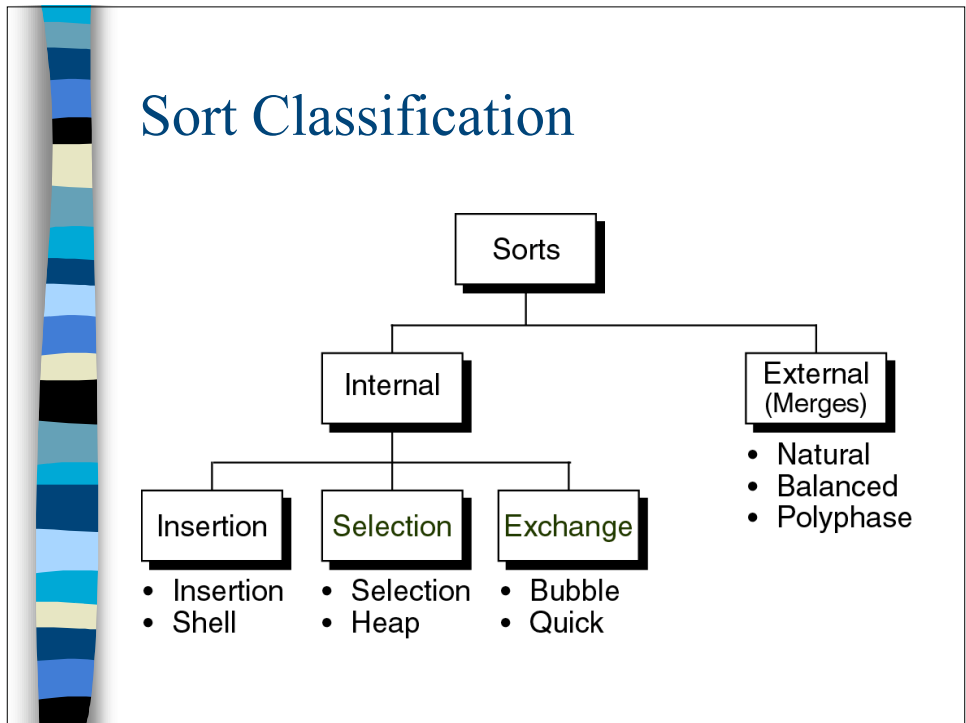 Sort Classification
Sorts
Internal
External
(Merges)
• Natural
• Balanced
• Polyphase
Insertion
• Insertion
• Shell
Selection
• Selection
• Heap
Exchange
• Bubble
• Quick